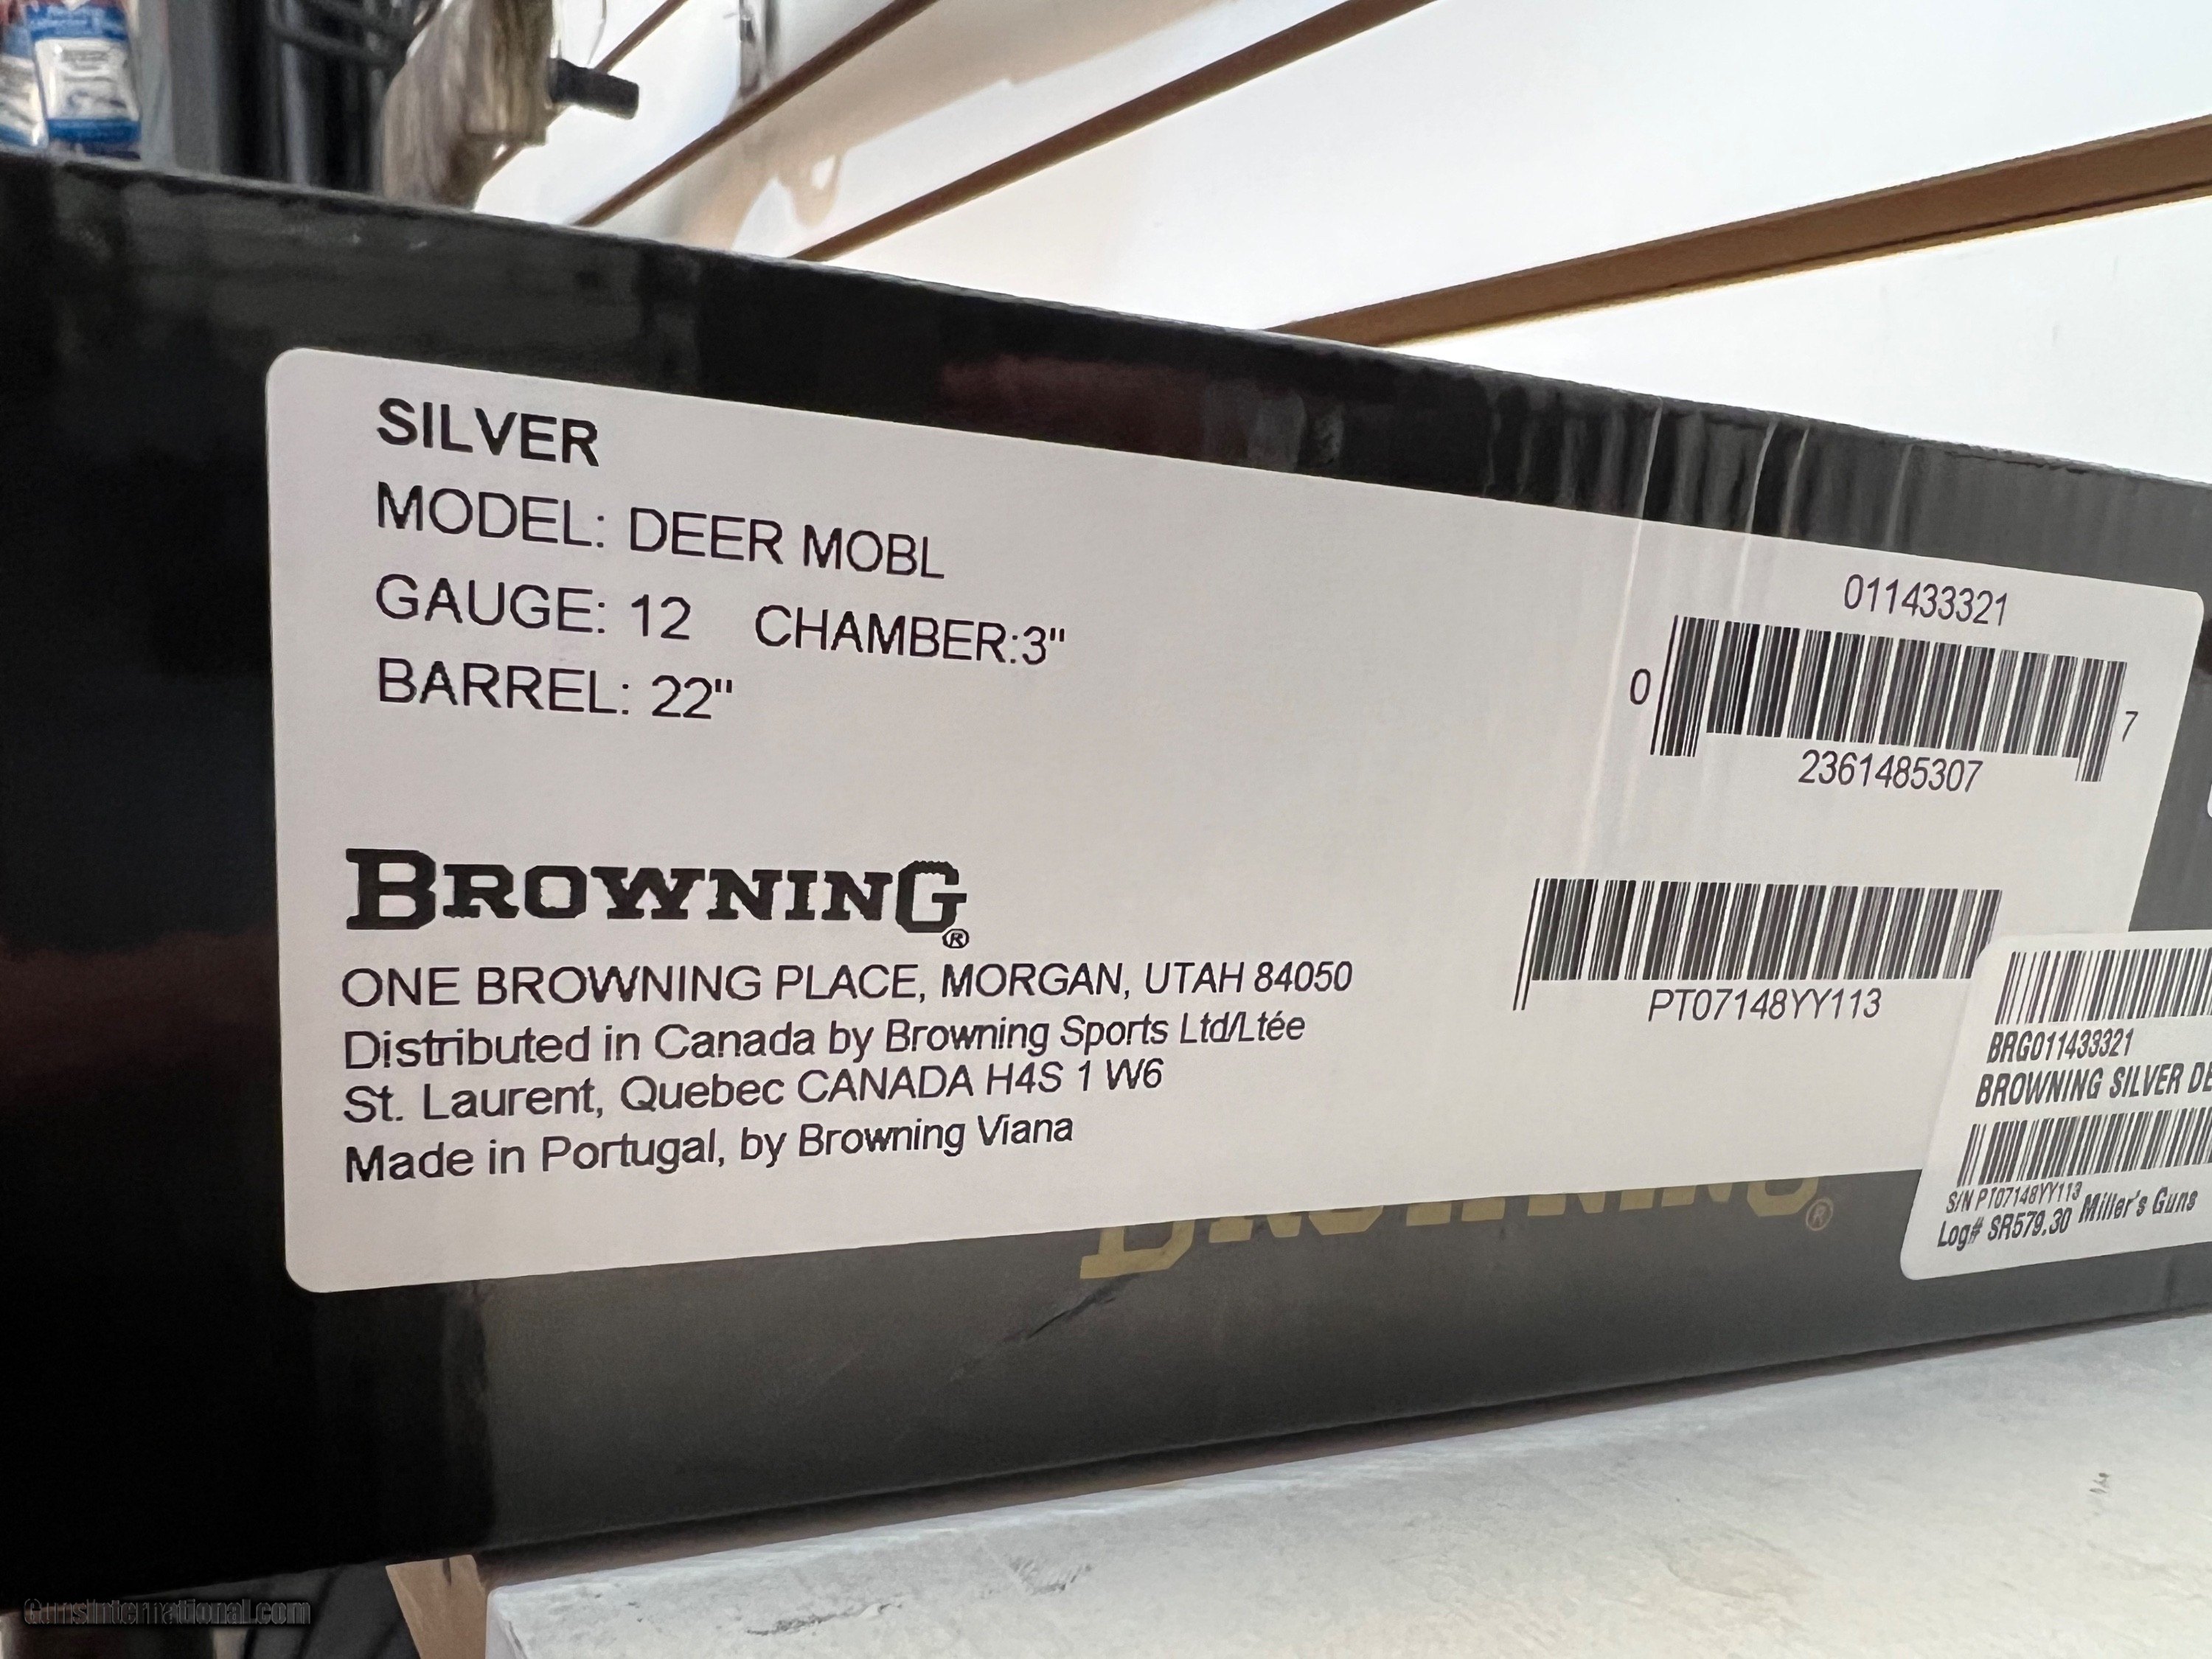 SILVER
MODEL: DEER MOBL
GAUGE: 12 CHAMBER:3"
BARREL: 22"
BROWNING®
ONE BROWNING PLACE, MORGAN, UTAH 84050
Distributed in Canada by Browning Sports Ltd/Ltée
St. Laurent, Quebec CANADA H4S 1 W6
Made in Portugal, by Browning Viana
011433321
0 7
2361485307
PT07148YY113
BRG011433321
BROWNING SILVER DE
S/N PT07148YY113
Log# SR579.30 Miller's Guns
BROWNING®
GunsInternational.com